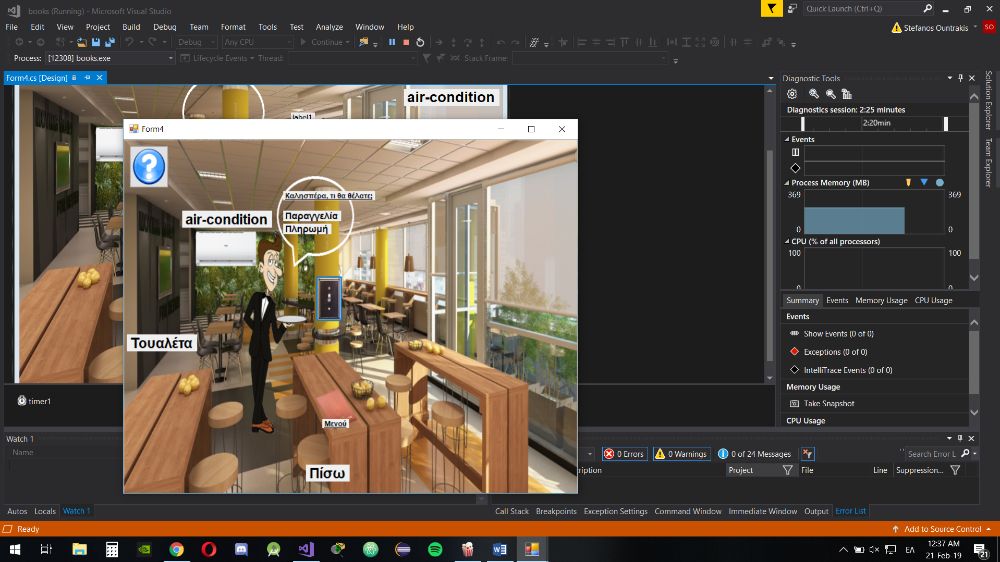 books (Running) - Microsoft Visual Studio
Quick Launch (Ctrl+Q)
File Edit View Project Build Debug Team Format Tools Test Analyze Window Help
Stefanos Ountrakis
SO
Debug Any CPU Continue
Process: [12308] books.exe Lifecycle Events Thread: Stack Frame:
Form4.cs [Design]
air-condition
label1
Form4
Καλησπέρα, τι θα θέλατε;
Παραγγελία
Πληρωμή
air-condition
Τουαλέτα
Μενού
Πίσω
timer1
Diagnostic Tools
Diagnostics session: 2:25 minutes
2:20min
Events
Process Memory (MB)
369 369
0 0
CPU (% of all processors)
100 100
0 0
Summary Events Memory Usage CPU Usage
Events
Show Events (0 of 0)
Exceptions (0 of 0)
IntelliTrace Events (0 of 0)
Memory Usage
Take Snapshot
CPU Usage
Solution Explorer
Team Explorer
Watch 1
Name
0 Errors 0 Warnings 0 of 24 Messages Search Error L
ription Project File Line Suppression...
Autos Locals Watch 1
Call Stack Breakpoints Exception Settings Command Window Immediate Window Output Error List
Ready
Add to Source Control
ΕΛ
12:37 AM
21-Feb-19
21